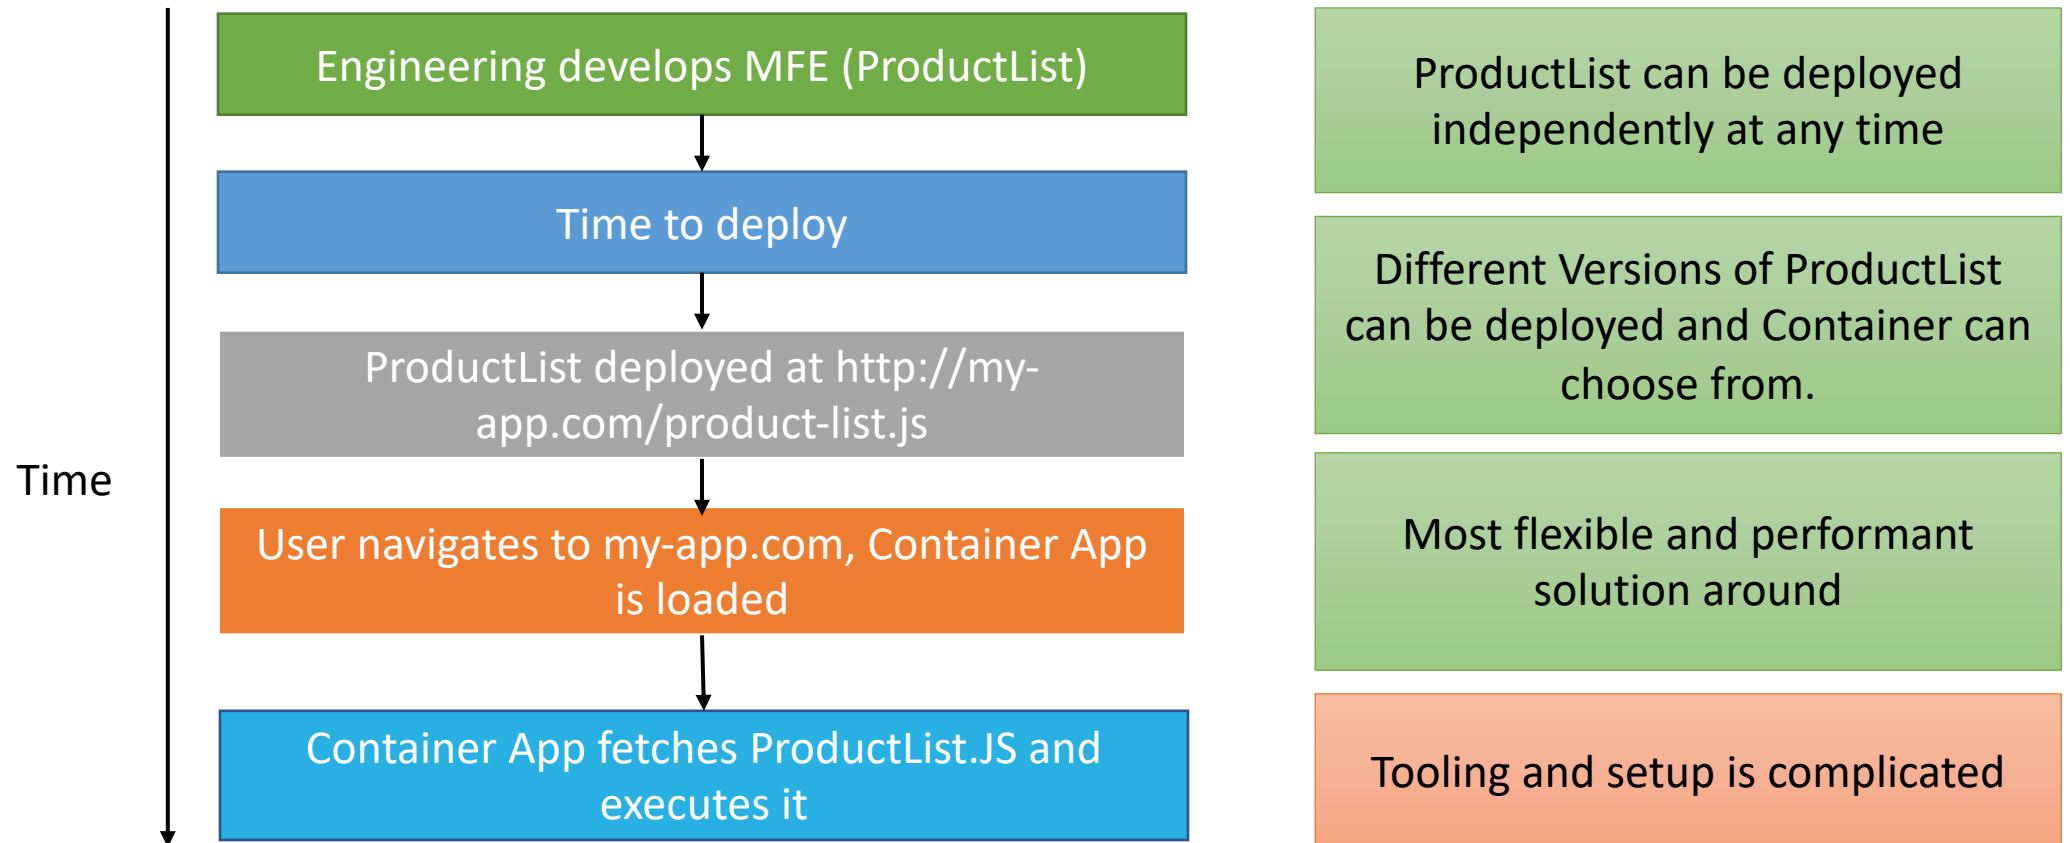 Time
Engineering develops MFE (ProductList)
Time to deploy
ProductList deployed at http://my-
app.com/product-list.js
User navigates to my-app.com, Container App
is loaded
Container App fetches ProductList.JS and
executes it
ProductList can be deployed
independently at any time
Different Versions of ProductList
can be deployed and Container can
choose from.
Most flexible and performant
solution around
Tooling and setup is complicated